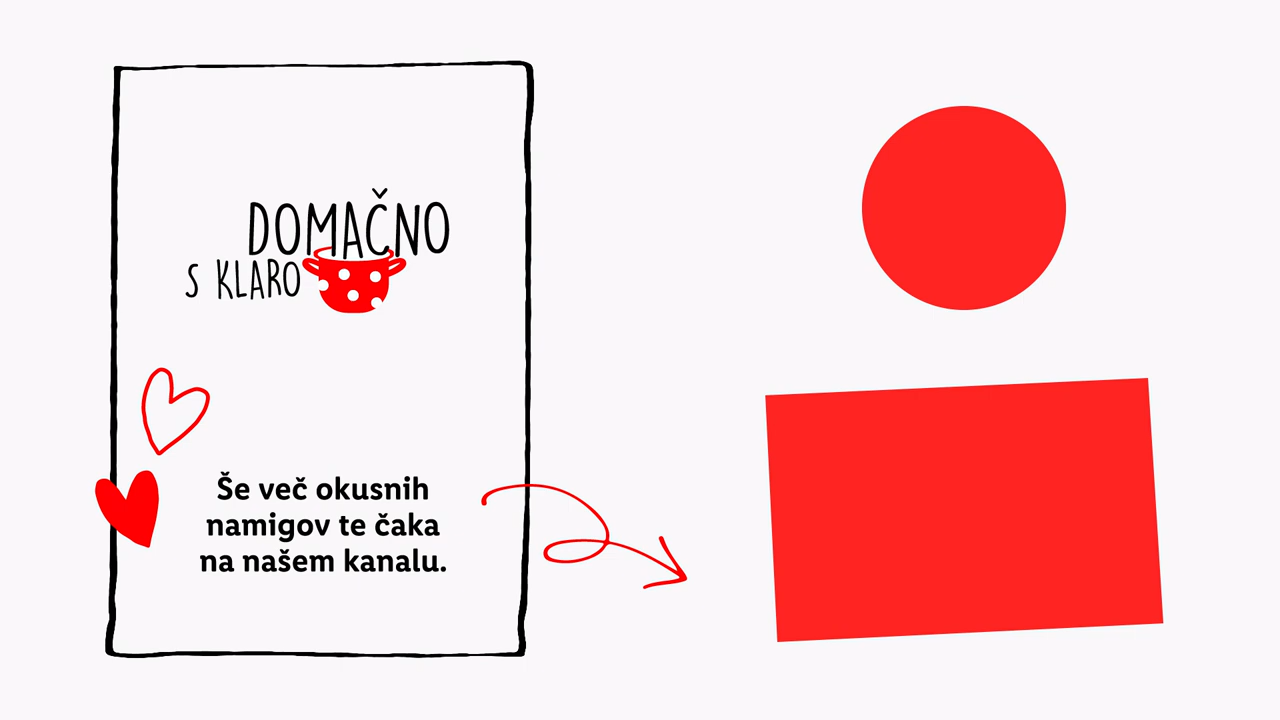 DOMAČNO
S KLARO
Še več okusnih
namigov te čaka
na našem kanalu.